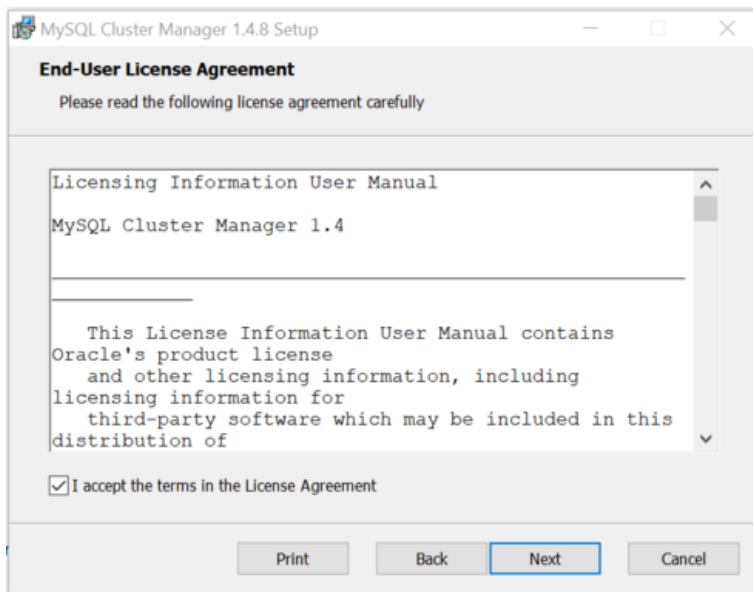 MySQL Cluster Manager 1.4.8 Setup
End-User License Agreement
Please read the following license agreement carefully
Licensing Information User Manual
MySQL Cluster Manager 1.4
This License Information User Manual contains
Oracle's product license
and other licensing information, including
licensing information for
third-party software which may be included in this
distribution of
I accept the terms in the License Agreement
Print
Back
Next
Cancel